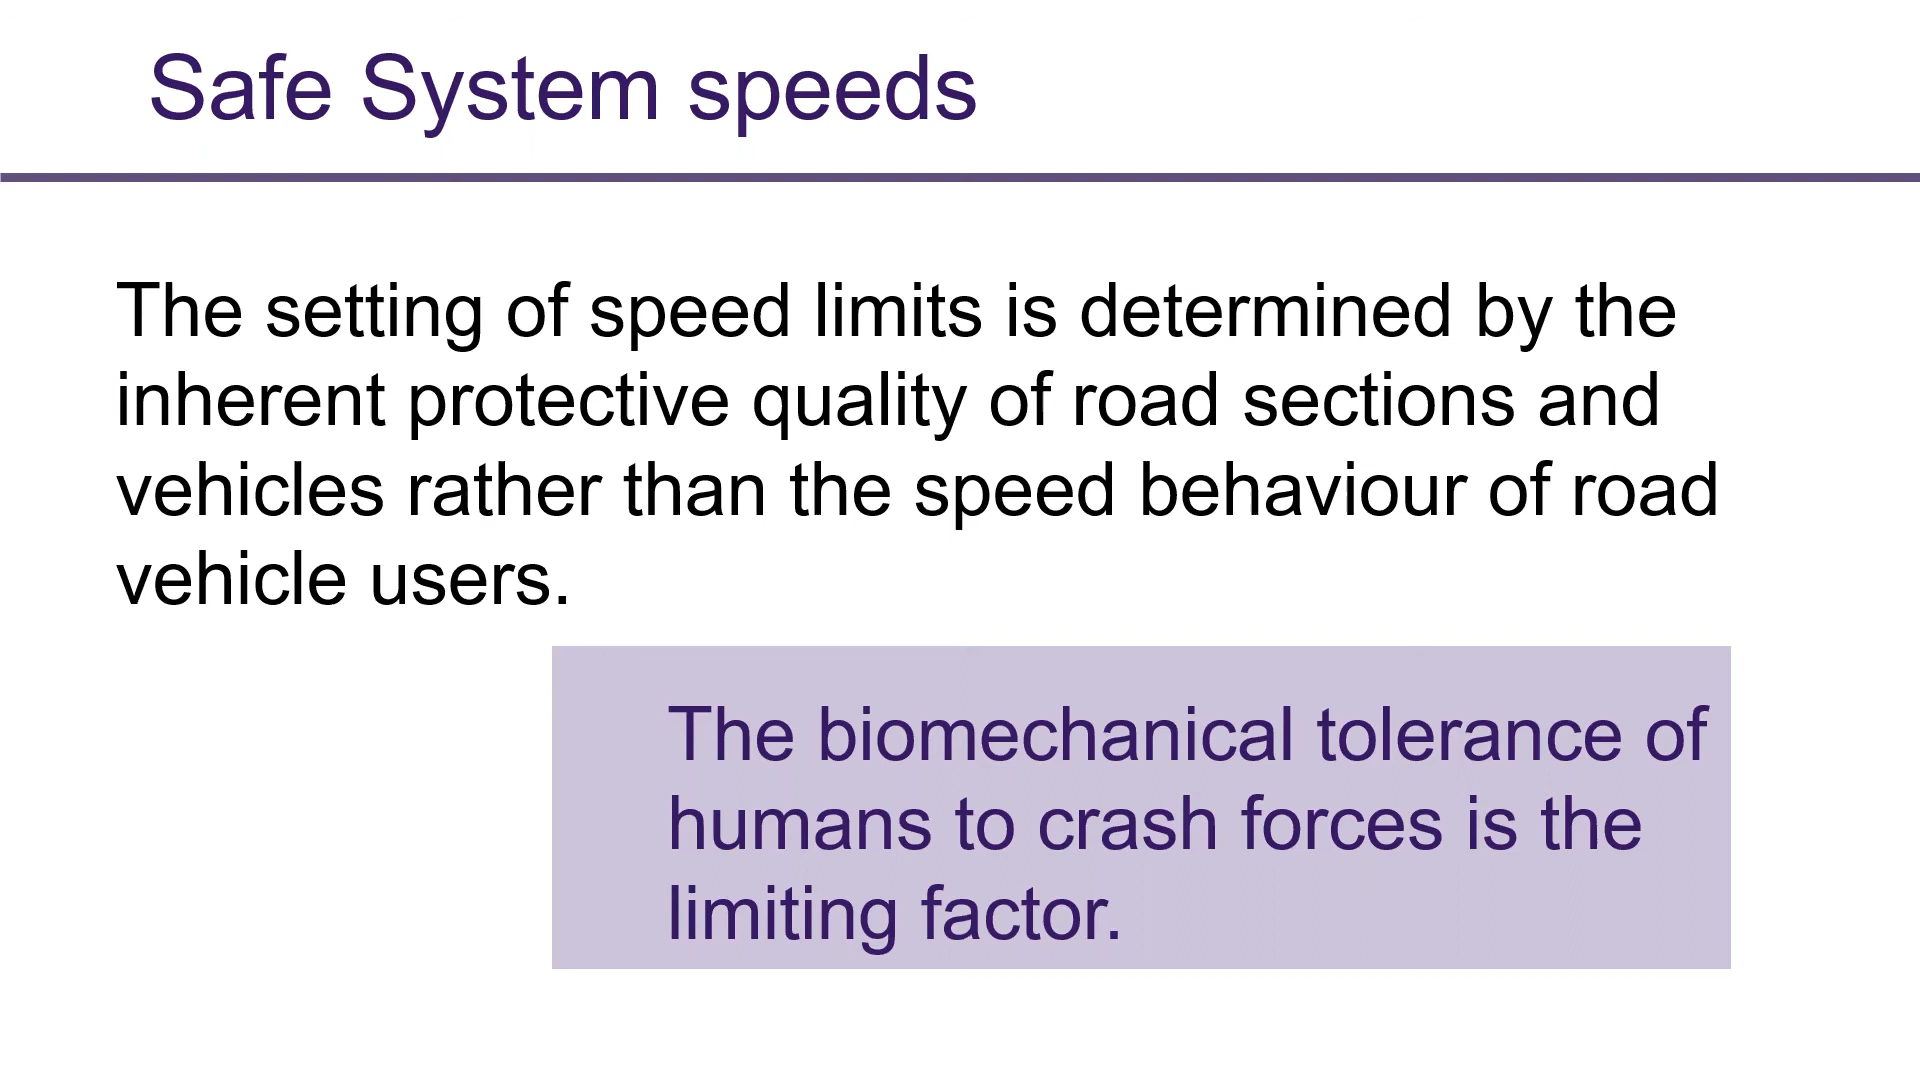 Safe System speeds
The setting of speed limits is determined by the
inherent protective quality of road sections and
vehicles rather than the speed behaviour of road
vehicle users.
The biomechanical tolerance of
humans to crash forces is the
limiting factor.